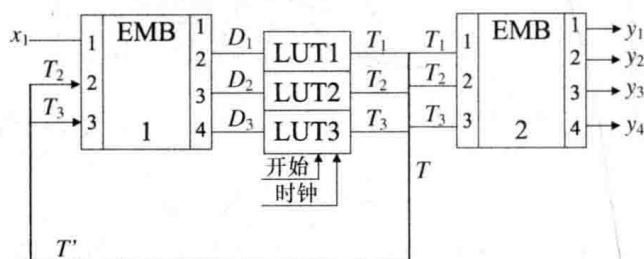 x₁ 1 EMB 1 D₁ LUT1 T₁ T₁ 1 EMB 1 y₁
T₂ 2 2 D₂ LUT2 T₂ T₂ 2 2 y₂
T₃ 3 3 D₃ LUT3 T₃ T₃ 3 3 y₃
1 4 2 4 y₄
开始
时钟
T
T'